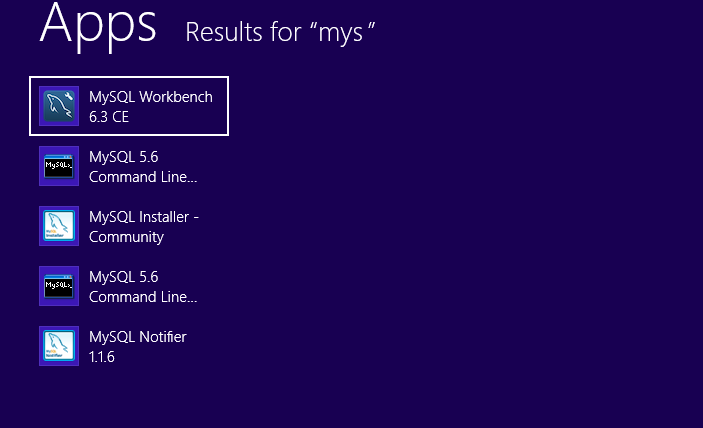 Apps Results for “mys”
MySQL Workbench
6.3 CE
MySQL 5.6
Command Line...
MySQL Installer -
Community
MySQL 5.6
Command Line...
MySQL Notifier
1.1.6